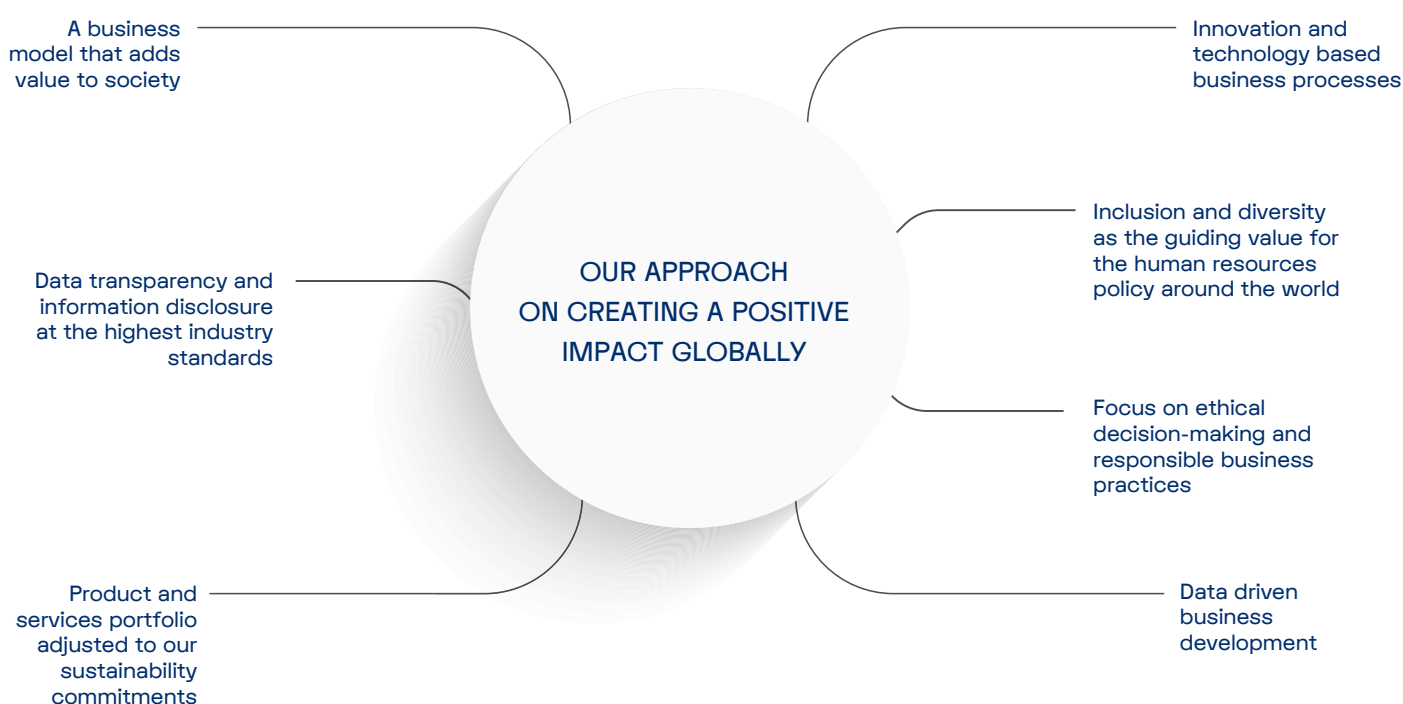 A business
model that adds
value to society
Innovation and
technology based
business processes
Inclusion and diversity
as the guiding value for
the human resources
policy around the world
Data transparency and
information disclosure
at the highest industry
standards
OUR APPROACH
ON CREATING A POSITIVE
IMPACT GLOBALLY
Focus on ethical
decision-making and
responsible business
practices
Product and
services portfolio
adjusted to our
sustainability
commitments
Data driven
business
development